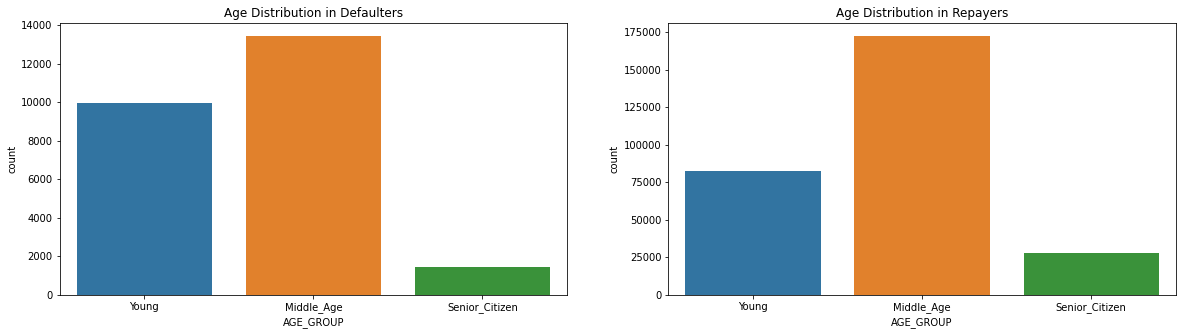 Age Distribution in Defaulters
14000
12000
10000
8000
6000
4000
2000
0
count
Young Middle_Age Senior_Citizen
AGE_GROUP
Age Distribution in Repayers
175000
150000
125000
100000
75000
50000
25000
0
count
Young Middle_Age Senior_Citizen
AGE_GROUP